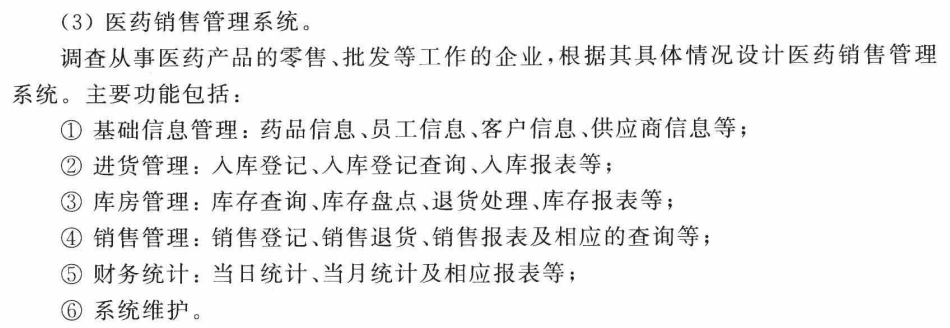 (3) 医药销售管理系统。
调查从事医药产品的零售、批发等工作的企业,根据其具体情况设计医药销售管理
系统。主要功能包括:
① 基础信息管理: 药品信息、员工信息、客户信息、供应商信息等;
② 进货管理: 入库登记、入库登记查询、入库报表等;
③ 库房管理: 库存查询、库存盘点、退货处理、库存报表等;
④ 销售管理: 销售登记、销售退货、销售报表及相应的查询等;
⑤ 财务统计: 当日统计、当月统计及相应报表等;
⑥ 系统维护。